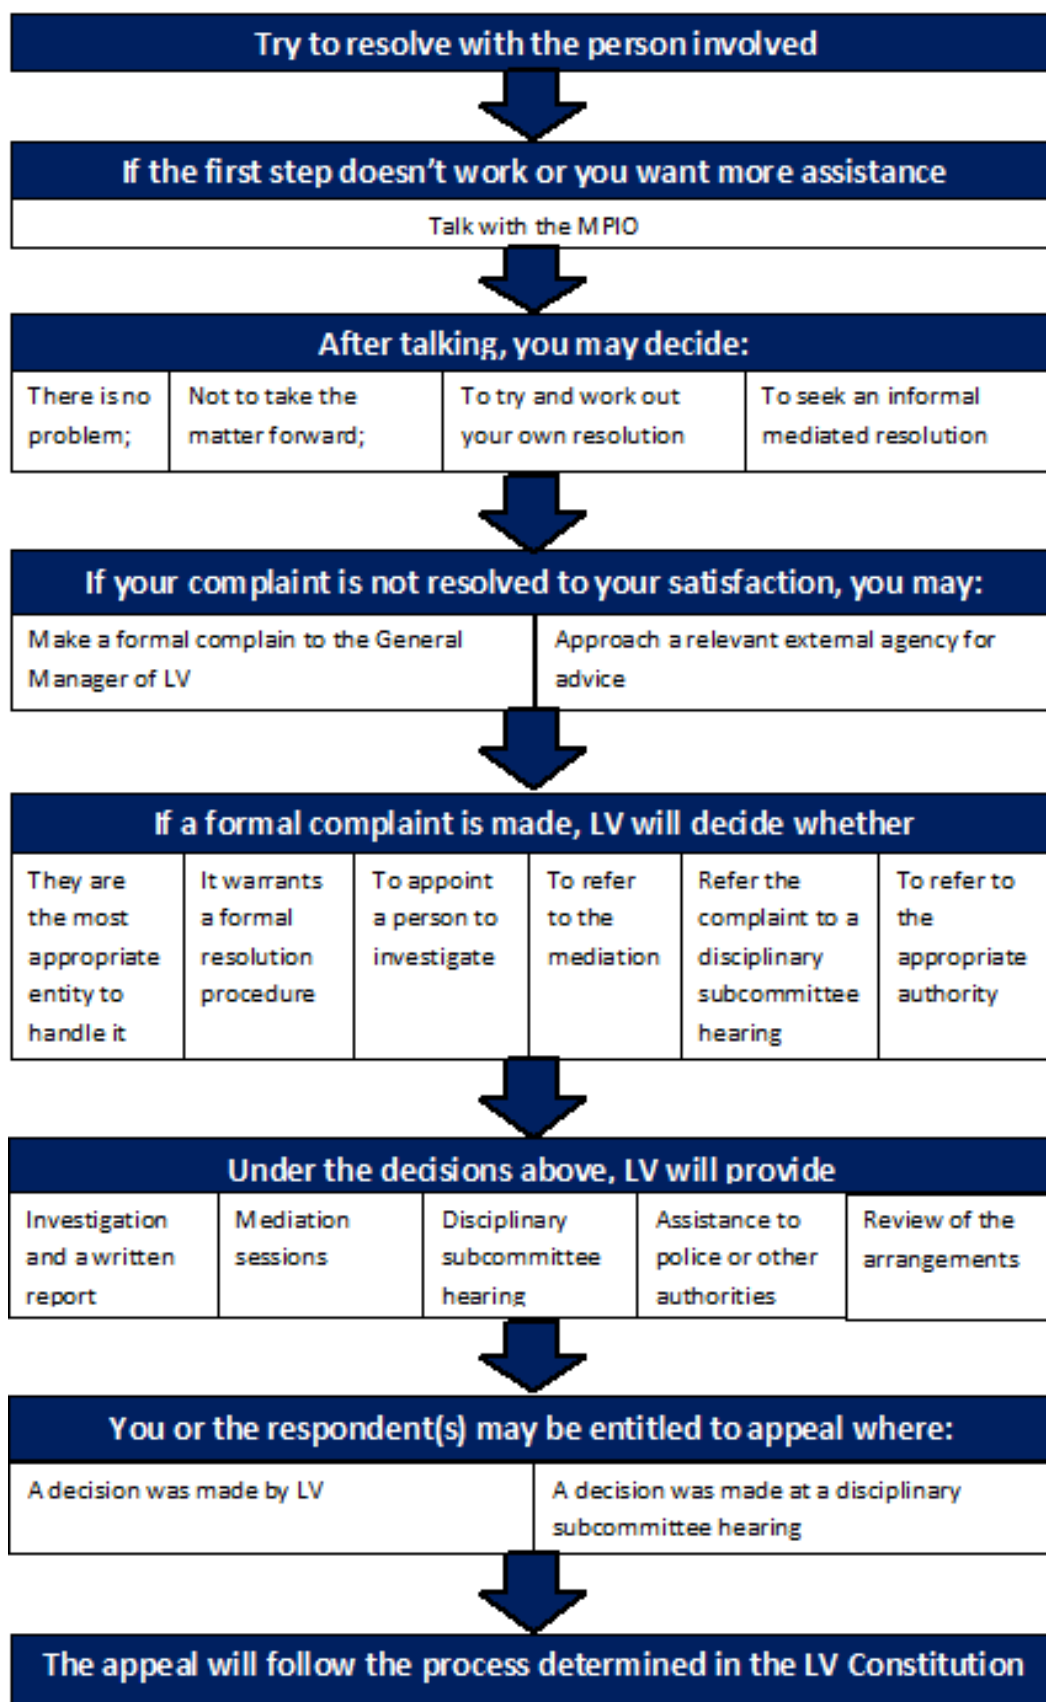 Try to resolve with the person involved
If the first step doesn't work or you want more assistance
Talk with the MPIO
After talking, you may decide:
There is no
problem;
Not to take the
matter forward;
To try and work out
your own resolution
To seek an informal
mediated resolution
If your complaint is not resolved to your satisfaction, you may:
Make a formal complain to the General
Manager of LV
Approach a relevant external agency for
advice
If a formal complaint is made, LV will decide whether
They are
the most
appropriate
entity to
handle it
It warrants
a formal
resolution
procedure
To appoint
a person to
investigate
To refer
to the
mediation
Refer the
complaint to a
disciplinary
subcommittee
hearing
To refer to
the
appropriate
authority
Under the decisions above, LV will provide
Investigation
and a written
report
Mediation
sessions
Disciplinary
subcommittee
hearing
Assistance to
police or other
authorities
Review of the
arrangements
You or the respondent(s) may be entitled to appeal where:
A decision was made by LV
A decision was made at a disciplinary
subcommittee hearing
The appeal will follow the process determined in the LV Constitution